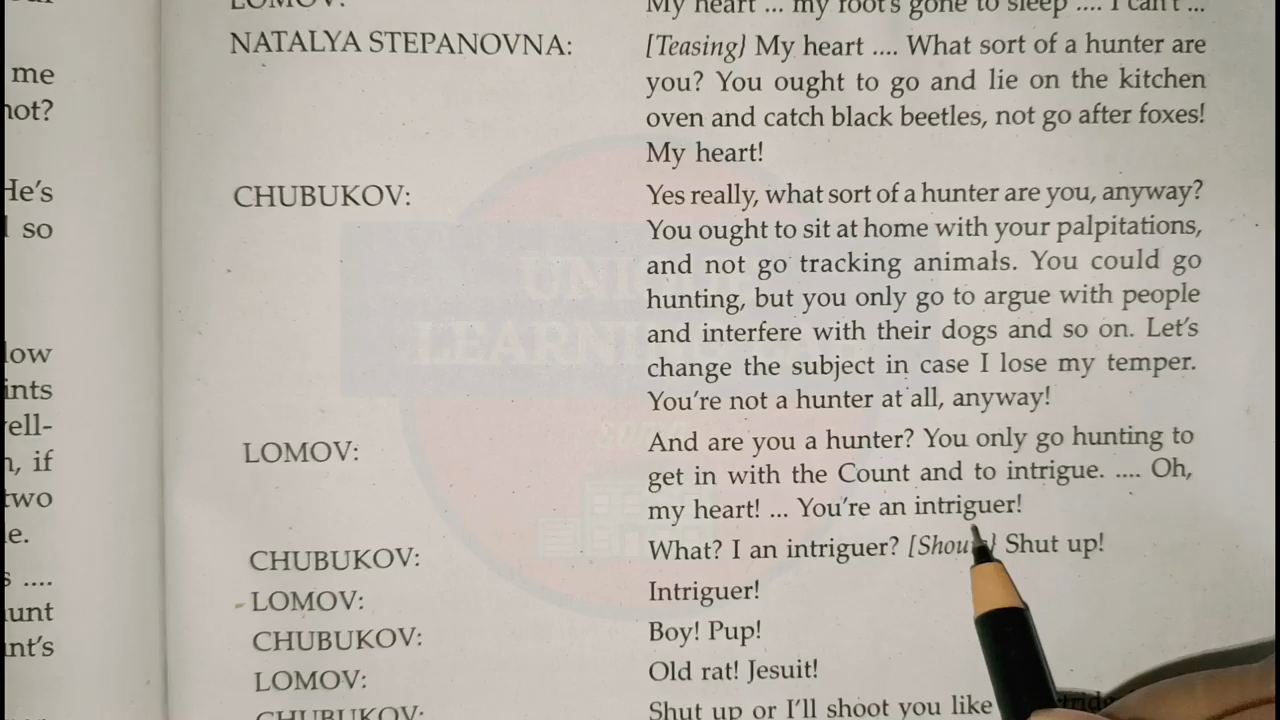 LOMOV: My heart ... my foot's gone to sleep .... I can't ...
NATALYA STEPANOVNA: [Teasing} My heart .... What sort of a hunter are
you? You ought to go and lie on the kitchen
oven and catch black beetles, not go after foxes!
My heart!
CHUBUKOV: Yes really, what sort of a hunter are you, anyway?
You ought to sit at home with your palpitations,
and not go tracking animals. You could go
hunting, but you only go to argue with people
and interfere with their dogs and so on. Let's
change the subject in case I lose my temper.
You're not a hunter at all, anyway!
LOMOV: And are you a hunter? You only go hunting to
get in with the Count and to intrigue. .... Oh,
my heart! ... You're an intriguer!
CHUBUKOV: What? I an intriguer? Shut up!
LOMOV: Intriguer!
CHUBUKOV: Boy! Pup!
LOMOV: Old rat! Jesuit!
CHUBUKOV: Shut up or I'll shoot you like
me
not?
He's
so
ints
two
UNIQUE
LEARNING